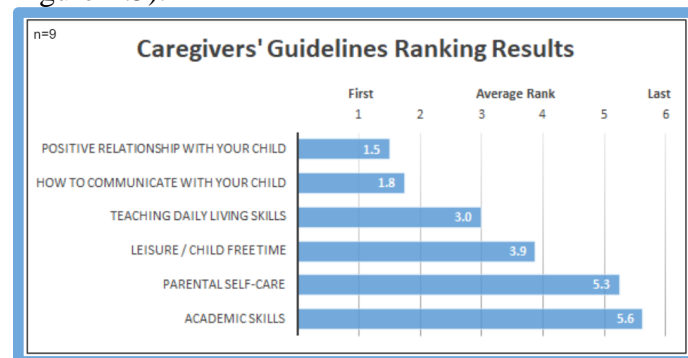 n=9
Caregivers' Guidelines Ranking Results
First Average Rank Last
1 2 3 4 5 6
POSITIVE RELATIONSHIP WITH YOUR CHILD 1.5
HOW TO COMMUNICATE WITH YOUR CHILD 1.8
TEACHING DAILY LIVING SKILLS 3.0
LEISURE / CHILD FREETIME 3.9
PARENTAL SELF-CARE 5.3
ACADEMIC SKILLS 5.6